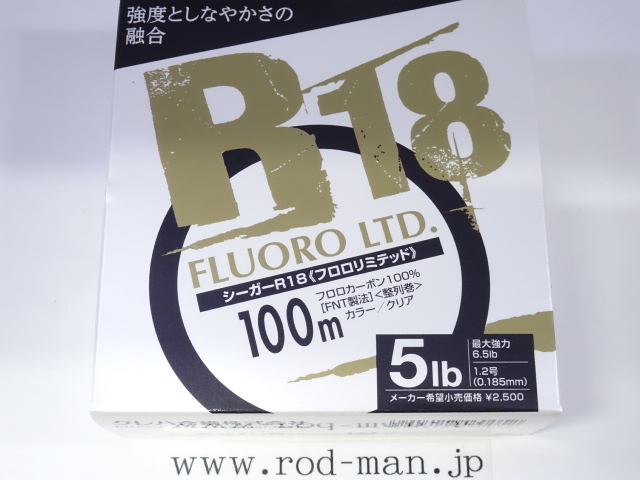 強度としなやかさの
融合
R18
FLUORO LTD.
シーガーR18《フロロリミテッド》
100m
フロロカーボン100%
[FNT製法]<整列巻>
カラー／クリア
5lb
最大強力
6.5lb
1.2号
(0.185mm)
メーカー希望小売価格 ¥2,500
www.rod-man.jp